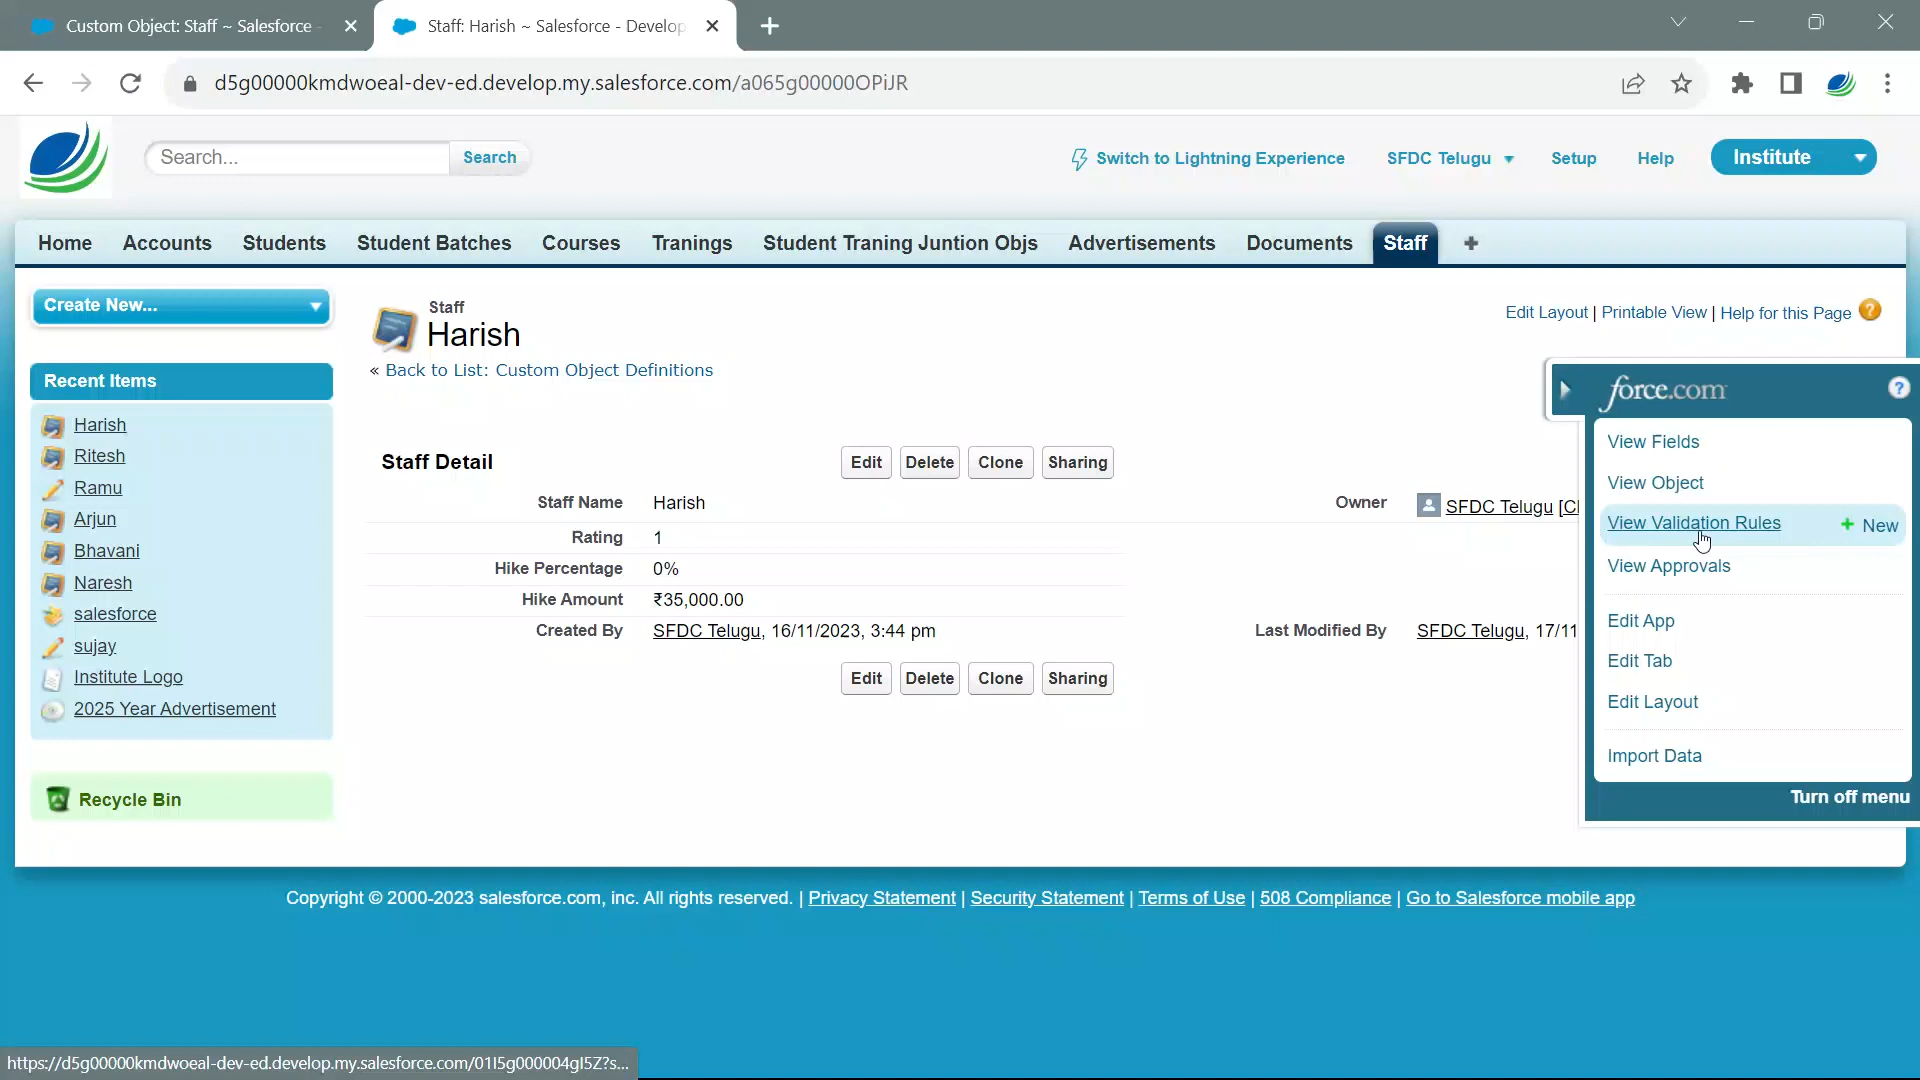 Custom Object: Staff ~ Salesforce -
Staff: Harish ~ Salesforce - Develop
d5g00000kmdwoeal-dev-ed.develop.my.salesforce.com/a065g00000OPiJR
Search...
Search
Switch to Lightning Experience
SFDC Telugu
Setup
Help
Institute
Home
Accounts
Students
Student Batches
Courses
Tranings
Student Traning Juntion Objs
Advertisements
Documents
Staff
Create New...
Recent Items
Harish
Ritesh
Ramu
Arjun
Bhavani
Naresh
salesforce
sujay
Institute Logo
2025 Year Advertisement
Recycle Bin
Staff
Harish
« Back to List: Custom Object Definitions
Edit Layout | Printable View | Help for this Page ?
Staff Detail
Edit
Delete
Clone
Sharing
Staff Name Harish
Owner SFDC Telugu [C
Rating 1
Hike Percentage 0%
Hike Amount ₹35,000.00
Created By SFDC Telugu, 16/11/2023, 3:44 pm
Last Modified By SFDC Telugu, 17/11
Edit
Delete
Clone
Sharing
force.com
?
View Fields
View Object
View Validation Rules + New
View Approvals
Edit App
Edit Tab
Edit Layout
Import Data
Turn off menu
Copyright © 2000-2023 salesforce.com, inc. All rights reserved. | Privacy Statement | Security Statement | Terms of Use | 508 Compliance | Go to Salesforce mobile app
https://d5g00000kmdwoeal-dev-ed.develop.my.salesforce.com/01I5g000004gI5Z?s...